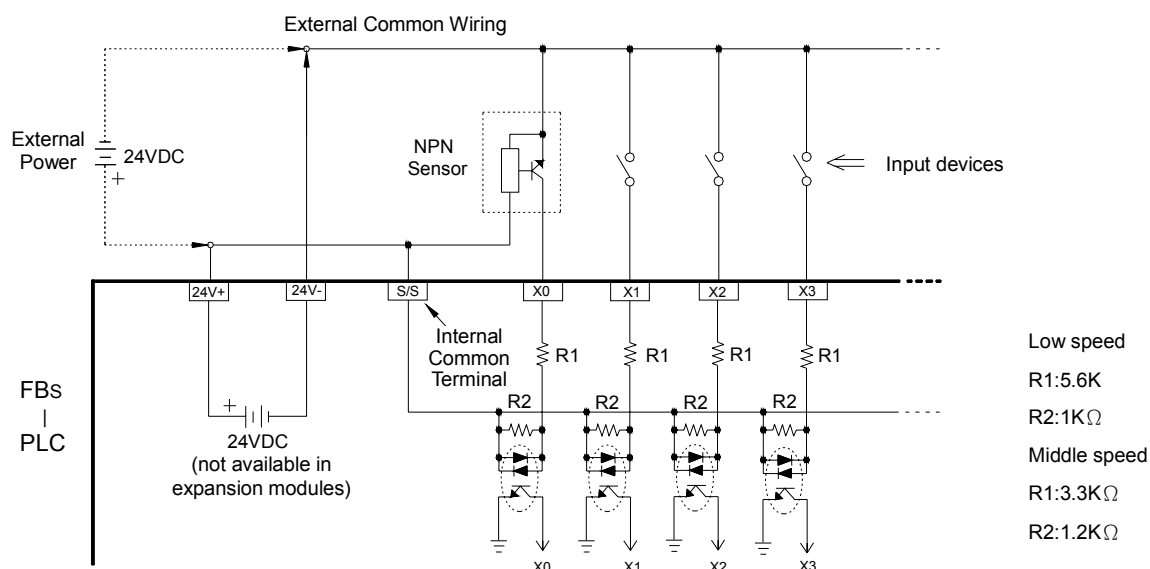 External Common Wiring
External
Power
24VDC
+
NPN
Sensor
Input devices
24V+
24V-
S/S
X0
X1
X2
X3
Internal
Common
Terminal
R1
R1
R1
R1
FBs
PLC
+
24VDC
(not available in
expansion modules)
R2
R2
R2
R2
X0
X1
X2
X3
Low speed
R1:5.6K
R2:1KΩ
Middle speed
R1:3.3KΩ
R2:1.2KΩ